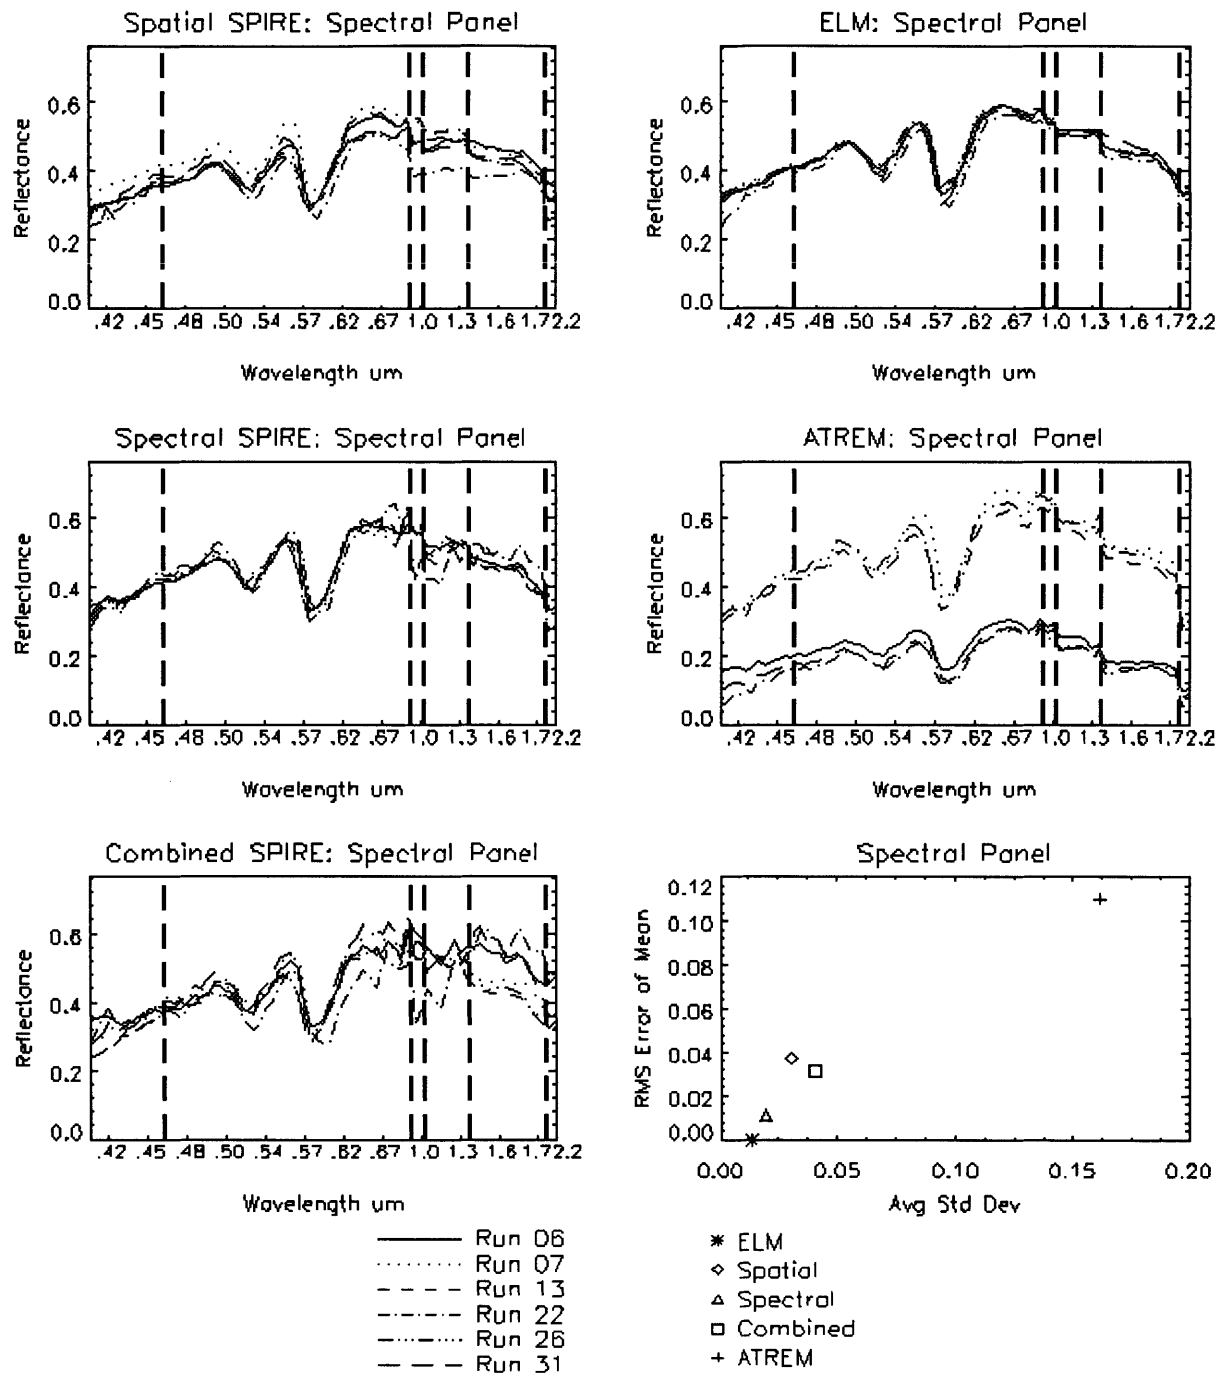 Spatial SPIRE: Spectral Panel
Reflectance
0.6
0.4
0.2
0.0
.42 .45 .48 .50 .54 .57 .62 .67 1.0 1.3 1.6 1.72.2
Wavelength um
ELM: Spectral Panel
Reflectance
0.6
0.4
0.2
0.0
.42 .45 .48 .50 .54 .57 .62 .67 1.0 1.3 1.6 1.72.2
Wavelength um
Spectral SPIRE: Spectral Panel
Reflectance
0.6
0.4
0.2
0.0
.42 .45 .48 .50 .54 .57 .62 .67 1.0 1.3 1.6 1.72.2
Wavelength um
ATREM: Spectral Panel
Reflectance
0.6
0.4
0.2
0.0
.42 .45 .48 .50 .54 .57 .62 .67 1.0 1.3 1.6 1.72.2
Wavelength um
Combined SPIRE: Spectral Panel
Reflectance
0.6
0.4
0.2
0.0
.42 .45 .48 .50 .54 .57 .62 .67 1.0 1.3 1.6 1.72.2
Wavelength um
Run 06
Run 07
Run 13
Run 22
Run 26
Run 31
Spectral Panel
RMS Error of Mean
0.12
0.10
0.08
0.06
0.04
0.02
0.00
0.00 0.05 0.10 0.15 0.20
Avg Std Dev
ELM
Spatial
Spectral
Combined
ATREM